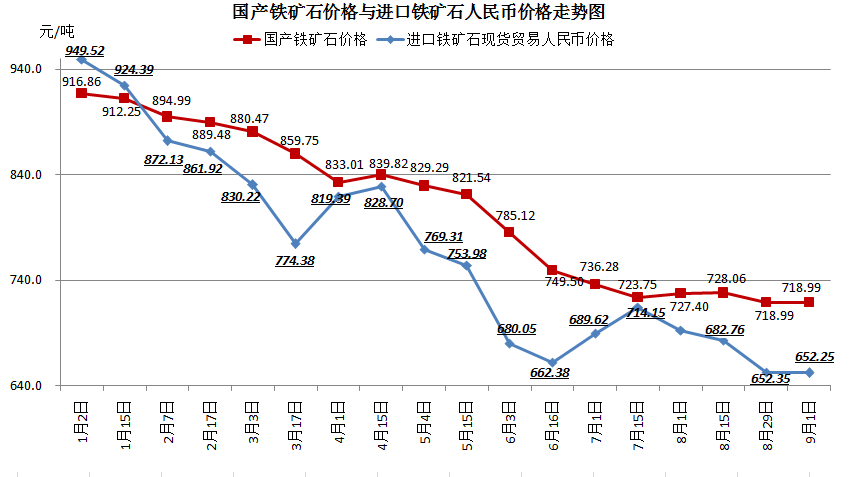 国产铁矿石价格与进口铁矿石人民币价格走势图
元/吨
国产铁矿石价格 进口铁矿石现货贸易人民币价格
949.52
924.39
940.0
916.86
912.25
894.99
889.48
880.47
872.13
861.92
859.75
830.22
833.01
839.82
829.29
821.54
840.0
819.39
828.70
774.38
769.31
753.98
785.12
740.0
749.50
736.28
723.75
727.40
728.06
718.99
718.99
680.05
662.38
689.62
714.15
682.76
652.35
652.25
640.0
1月2日
1月15日
2月7日
2月17日
3月3日
3月17日
4月1日
4月15日
5月4日
5月15日
6月3日
6月16日
7月1日
7月15日
8月1日
8月15日
8月29日
9月1日